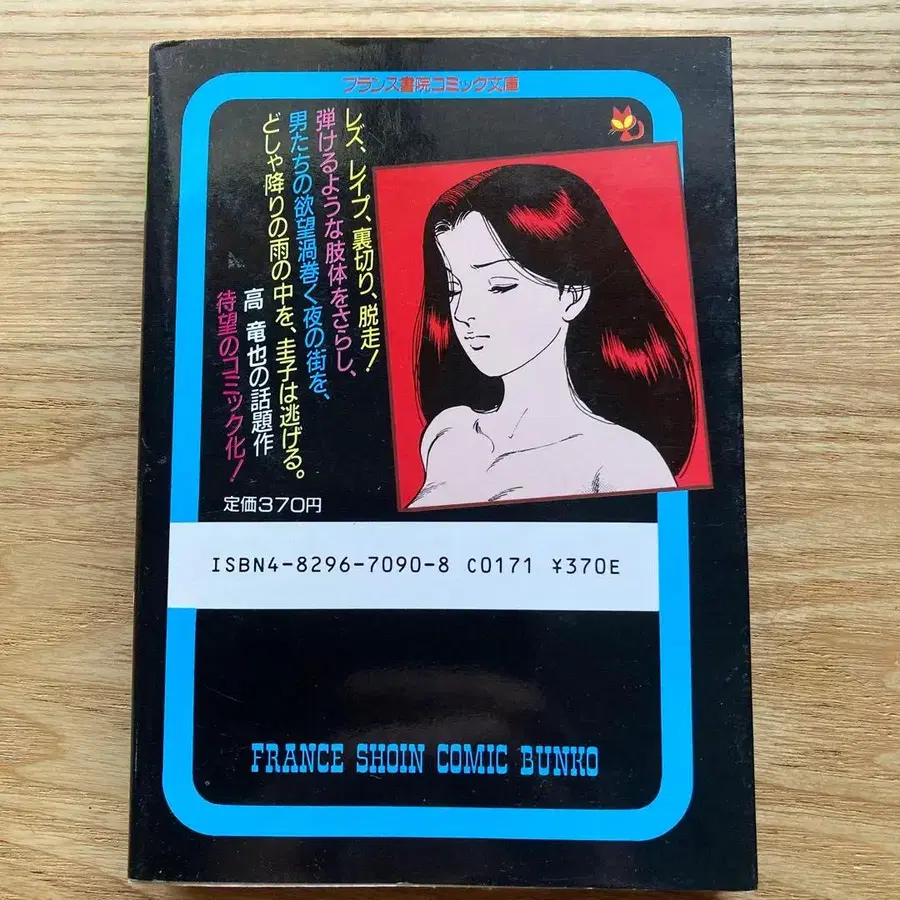 フランス書院コミック文庫
レズ、レイプ、裏切り、脱走！
弾けるような肢体をさらし、
男たちの欲望渦巻く夜の街を、
どしゃ降りの雨の中を、圭子は逃げる。
高 竜也の話題作
待望のコミック化！
定価370円
ISBN4-8296-7090-8 C0171 ¥370E
FRANCE SHOIN COMIC BUNKO